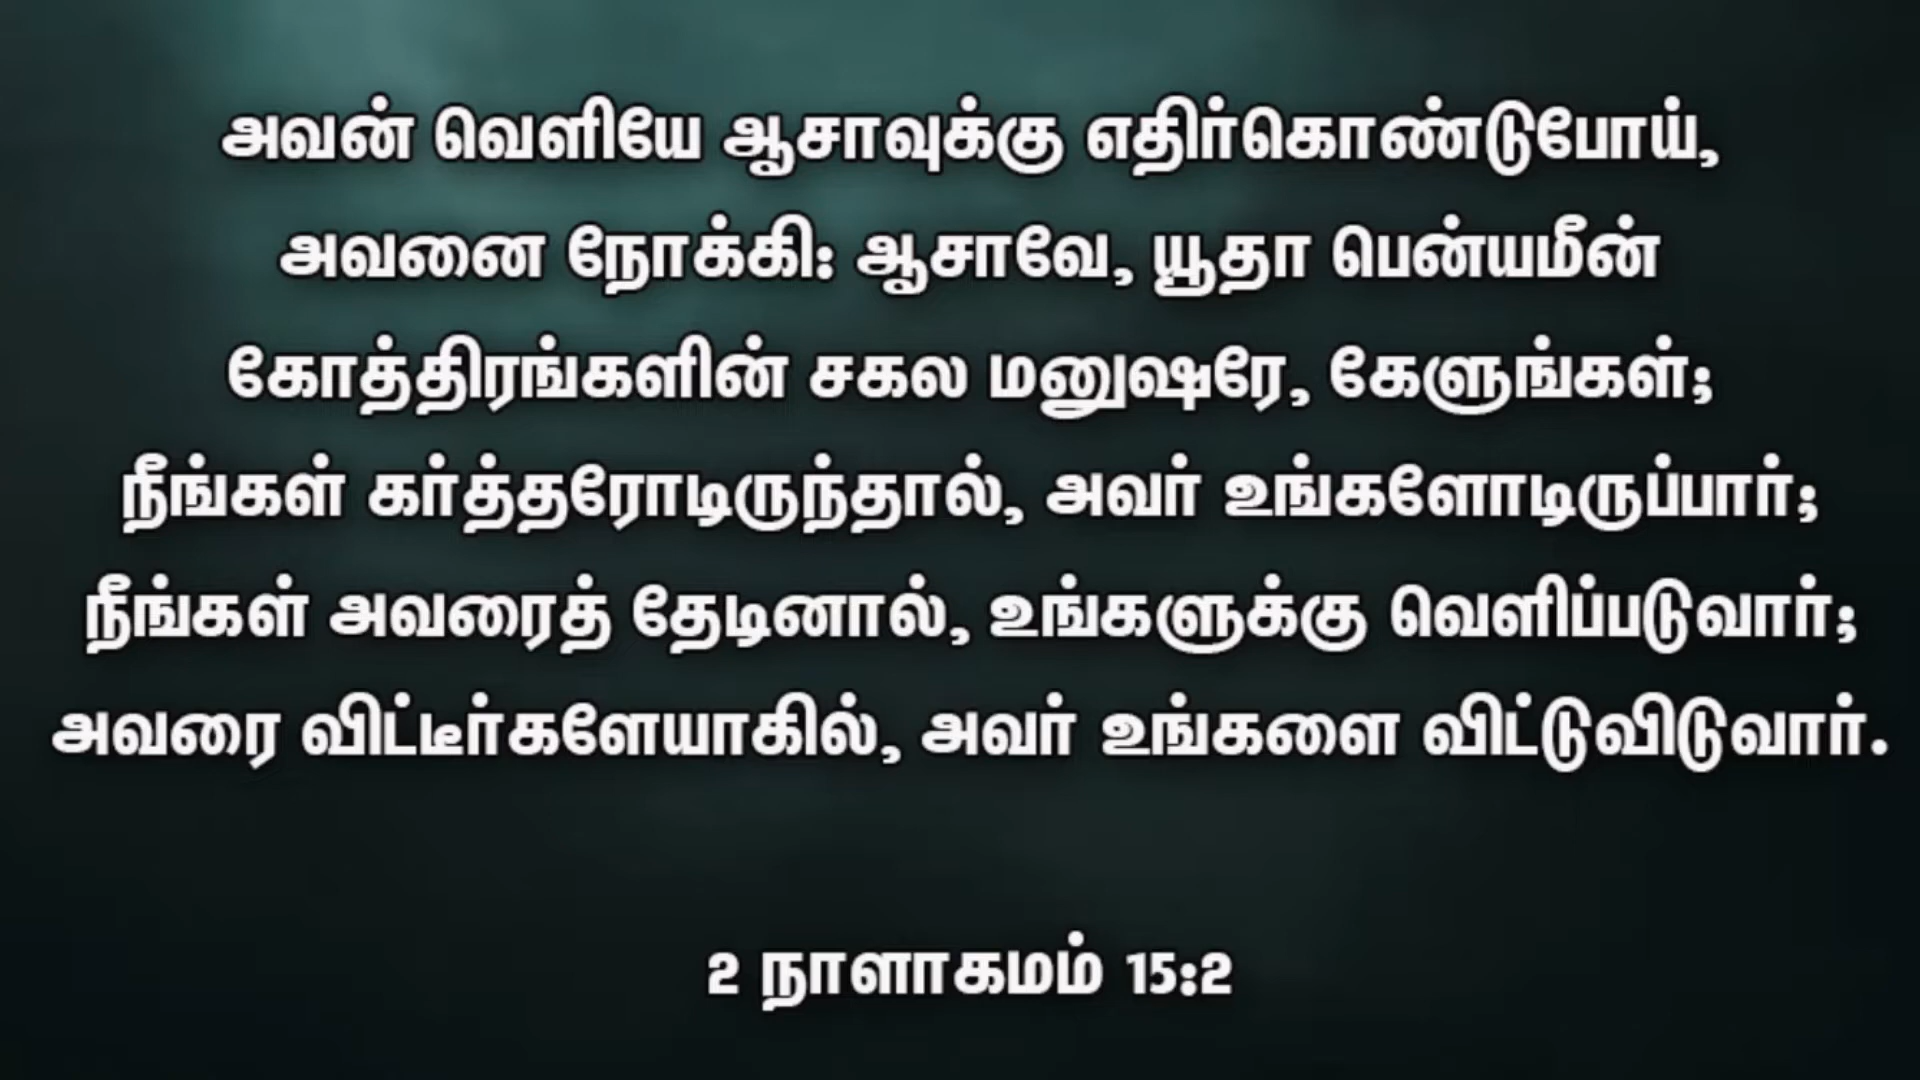 அவன் வெளியே ஆசாவுக்கு எதிர்கொண்டுபோய்,
அவனை நோக்கி: ஆசாவே, யூதா பென்யமீன்
கோத்திரங்களின் சகல மனுஷரே, கேளுங்கள்;
நீங்கள் கர்த்தரோடிருந்தால், அவர் உங்களோடிருப்பார்;
நீங்கள் அவரைத் தேடினால், உங்களுக்கு வெளிப்படுவார்;
அவரை விட்டீர்களேயாகில், அவர் உங்களை விட்டுவிடுவார்.
2 நாளாகமம் 15:2